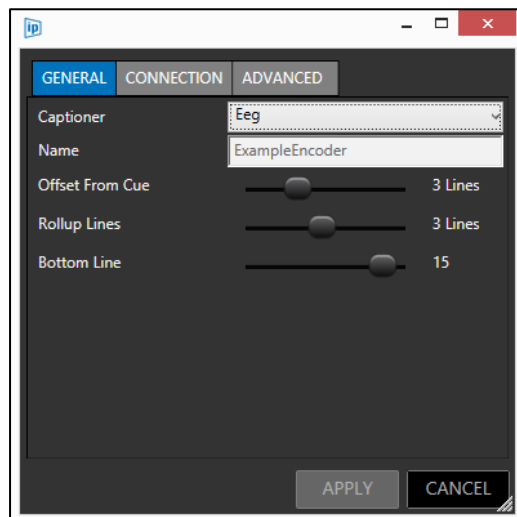 ip
GENERAL CONNECTION ADVANCED
Captioner Eeg
Name ExampleEncoder
Offset From Cue 3 Lines
Rollup Lines 3 Lines
Bottom Line 15
APPLY CANCEL